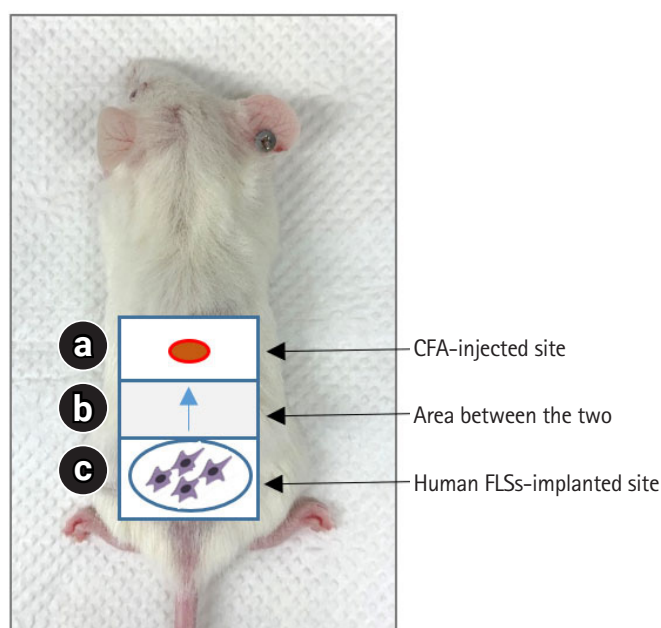 a
CFA-injected site
b
Area between the two
c
Human FLSs-implanted site